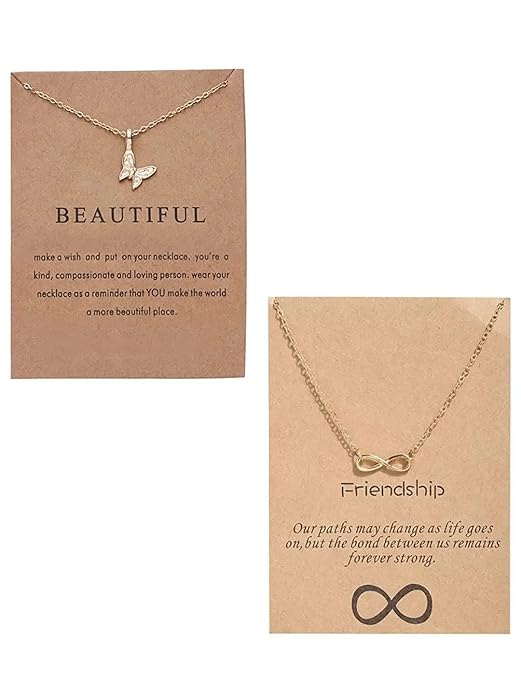 BEAUTIFUL
make a wish and put on your necklace. you're a
kind, compassionate and loving person. wear your
necklace as a reminder that YOU make the world
a more beautiful place.
Friendship
Our paths may change as life goes
on,but the bond between us remains
forever strong.